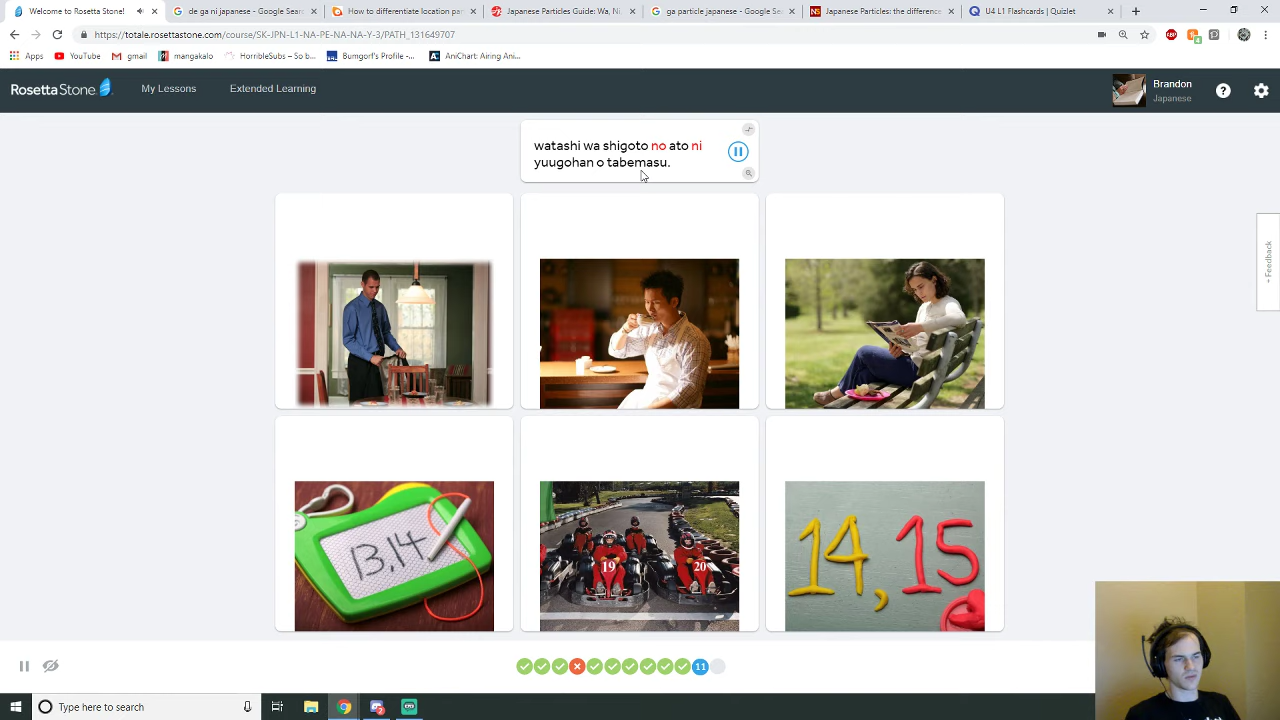 Welcome to Rosetta Stone!
de ga ni japanese - Google Sear
How to differentiate location par
Japanese Particles Guide: Wa, Ni,
ga particle japanese - Google Sea
Japanese Particles: the difference
U4 L1 Flashcards | Quizlet
https://totale.rosettastone.com/course/SK-JPN-L1-NA-PE-NA-NA-Y-3/PATH_131649707
Apps
YouTube
gmail
mangakalo
HorribleSubs – So b...
Bumgorf's Profile -...
AniChart: Airing Ani...
RosettaStone
My Lessons
Extended Learning
Brandon
Japanese
watashi wa shigoto no ato ni
yuugohan o tabemasu.
+ Feedback
13,14
19
20
14,15
11
Type here to search